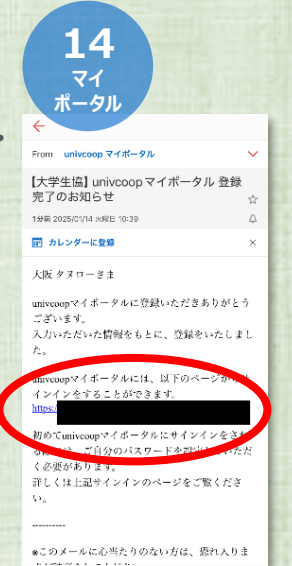 14
マイ
ポータル
From univcoop マイポータル
【大学生協】univcoop マイポータル 登録
完了のお知らせ
1分前 2025/01/14 火曜日 10:39
カレンダーに登録
大阪 タヌローさま
univcoopマイポータルに登録いただきありがとう
ございます。
入力いただいた情報をもとに、登録をいたしまし
た。
univcoopマイポータルには、以下のページから
インインをすることができます。
https:/
初めてunivcoopマイポータルにサインインをされ
ご自分のパスワードを
く必要があります。
詳しくは上記サインインのページをご覧くださ
い。
----------
※このメールに心当たりのない方は、恐れ入りま